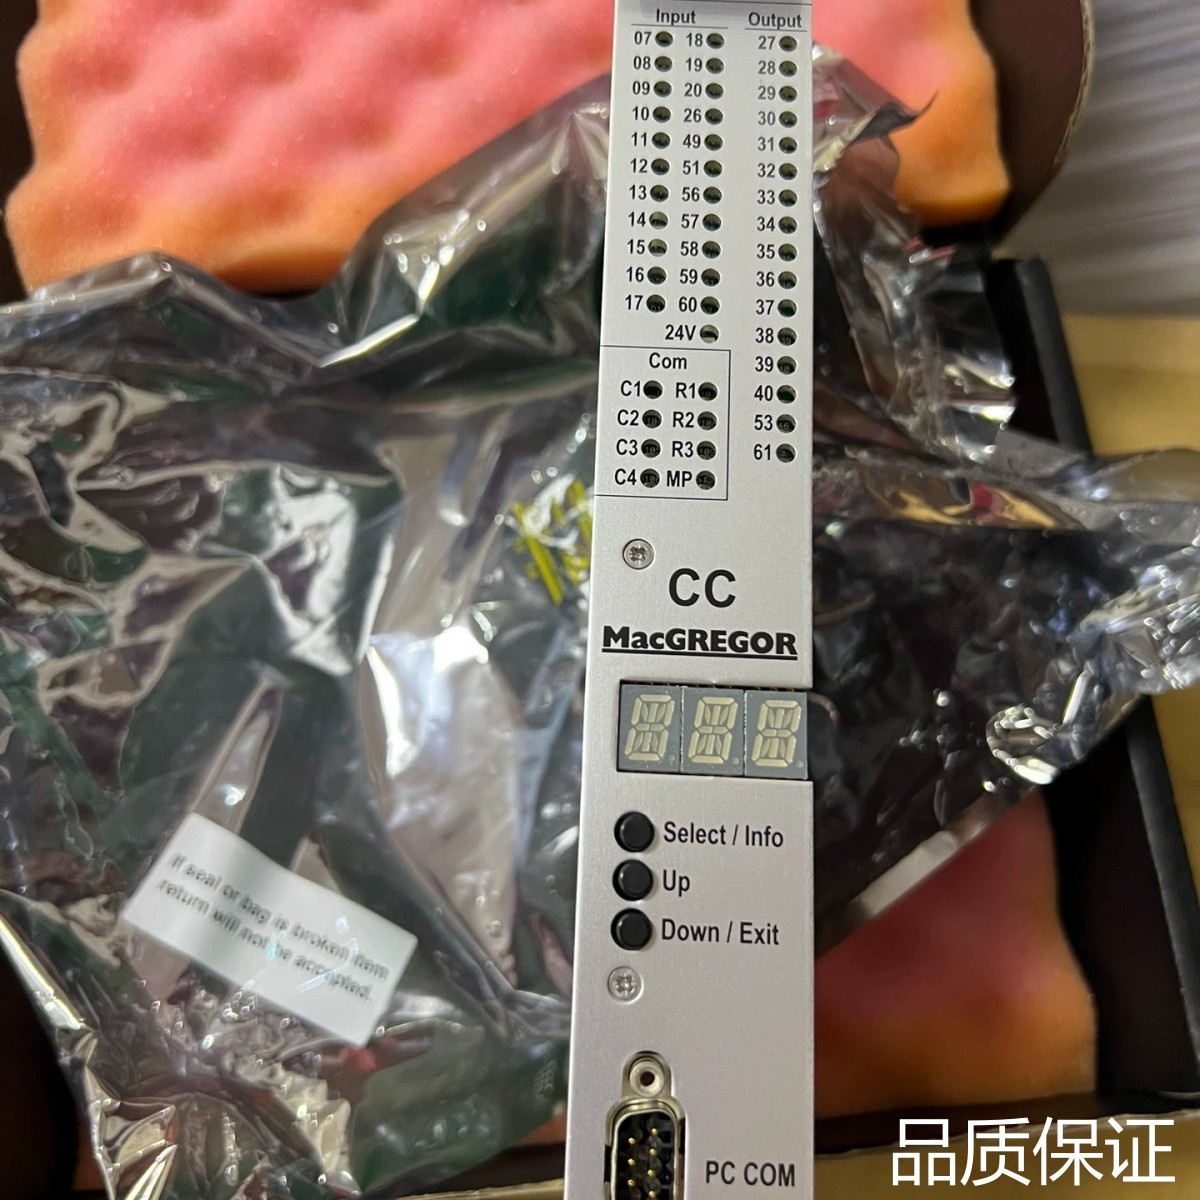 Input Output
07 18 27
08 19 28
09 20 29
10 26 30
11 49 31
12 51 32
13 56 33
14 57 34
15 58 35
16 59 36
17 60 37
24V 38
Com 39
C1 R1 40
C2 R2 53
C3 R3 61
C4 MP
CC
MacGREGOR
Select / Info
Up
Down / Exit
If seal or bag is broken item
return will not be accepted.
PC COM
品质保证